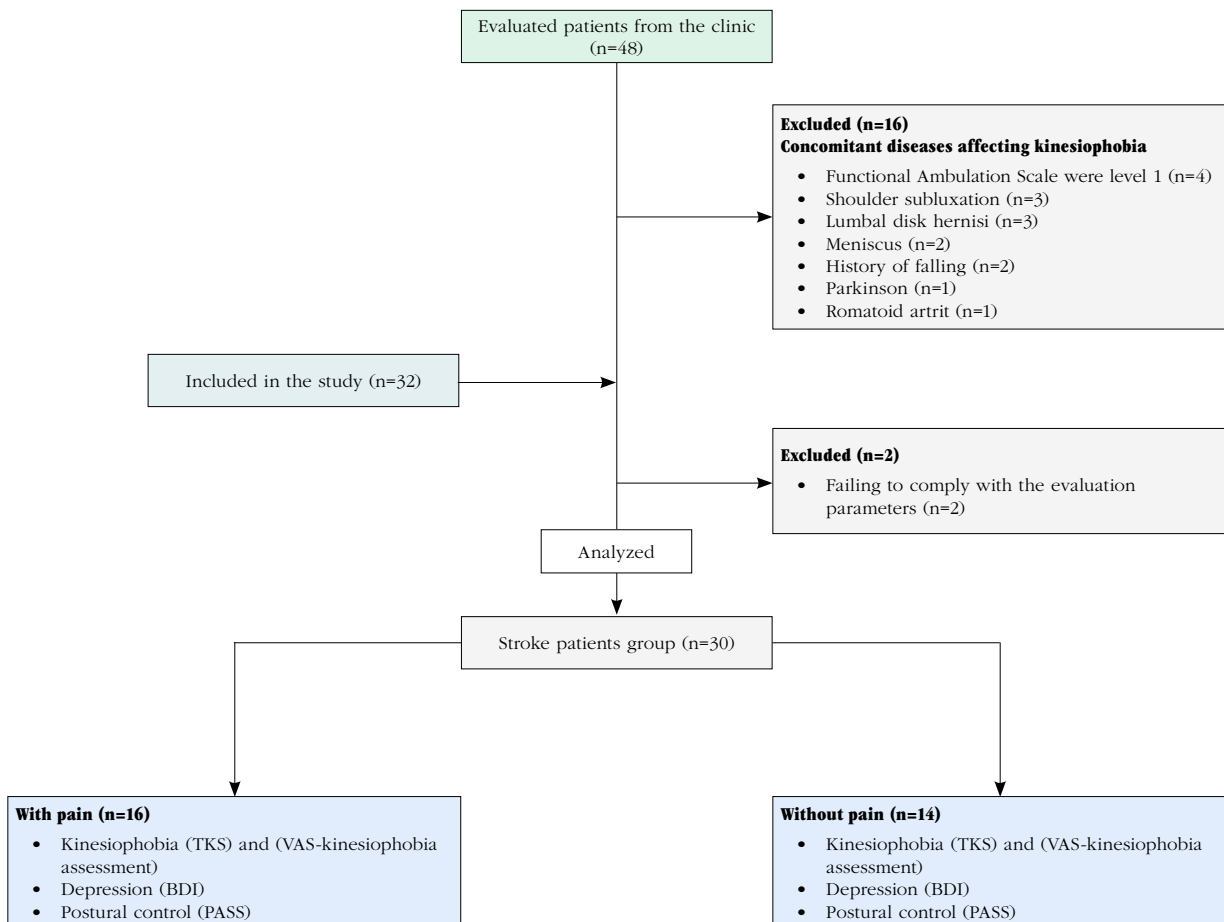 Evaluated patients from the clinic
(n=48)
Excluded (n=16)
Concomitant diseases affecting kinesiophobia
• Functional Ambulation Scale were level 1 (n=4)
• Shoulder subluxation (n=3)
• Lumbal disk hernisi (n=3)
• Meniscus (n=2)
• History of falling (n=2)
• Parkinson (n=1)
• Romatoid artrit (n=1)
Included in the study (n=32)
Excluded (n=2)
• Failing to comply with the evaluation
parameters (n=2)
Analyzed
Stroke patients group (n=30)
With pain (n=16)
• Kinesiophobia (TKS) and (VAS-kinesiophobia
assessment)
• Depression (BDI)
• Postural control (PASS)
Without pain (n=14)
• Kinesiophobia (TKS) and (VAS-kinesiophobia
assessment)
• Depression (BDI)
• Postural control (PASS)